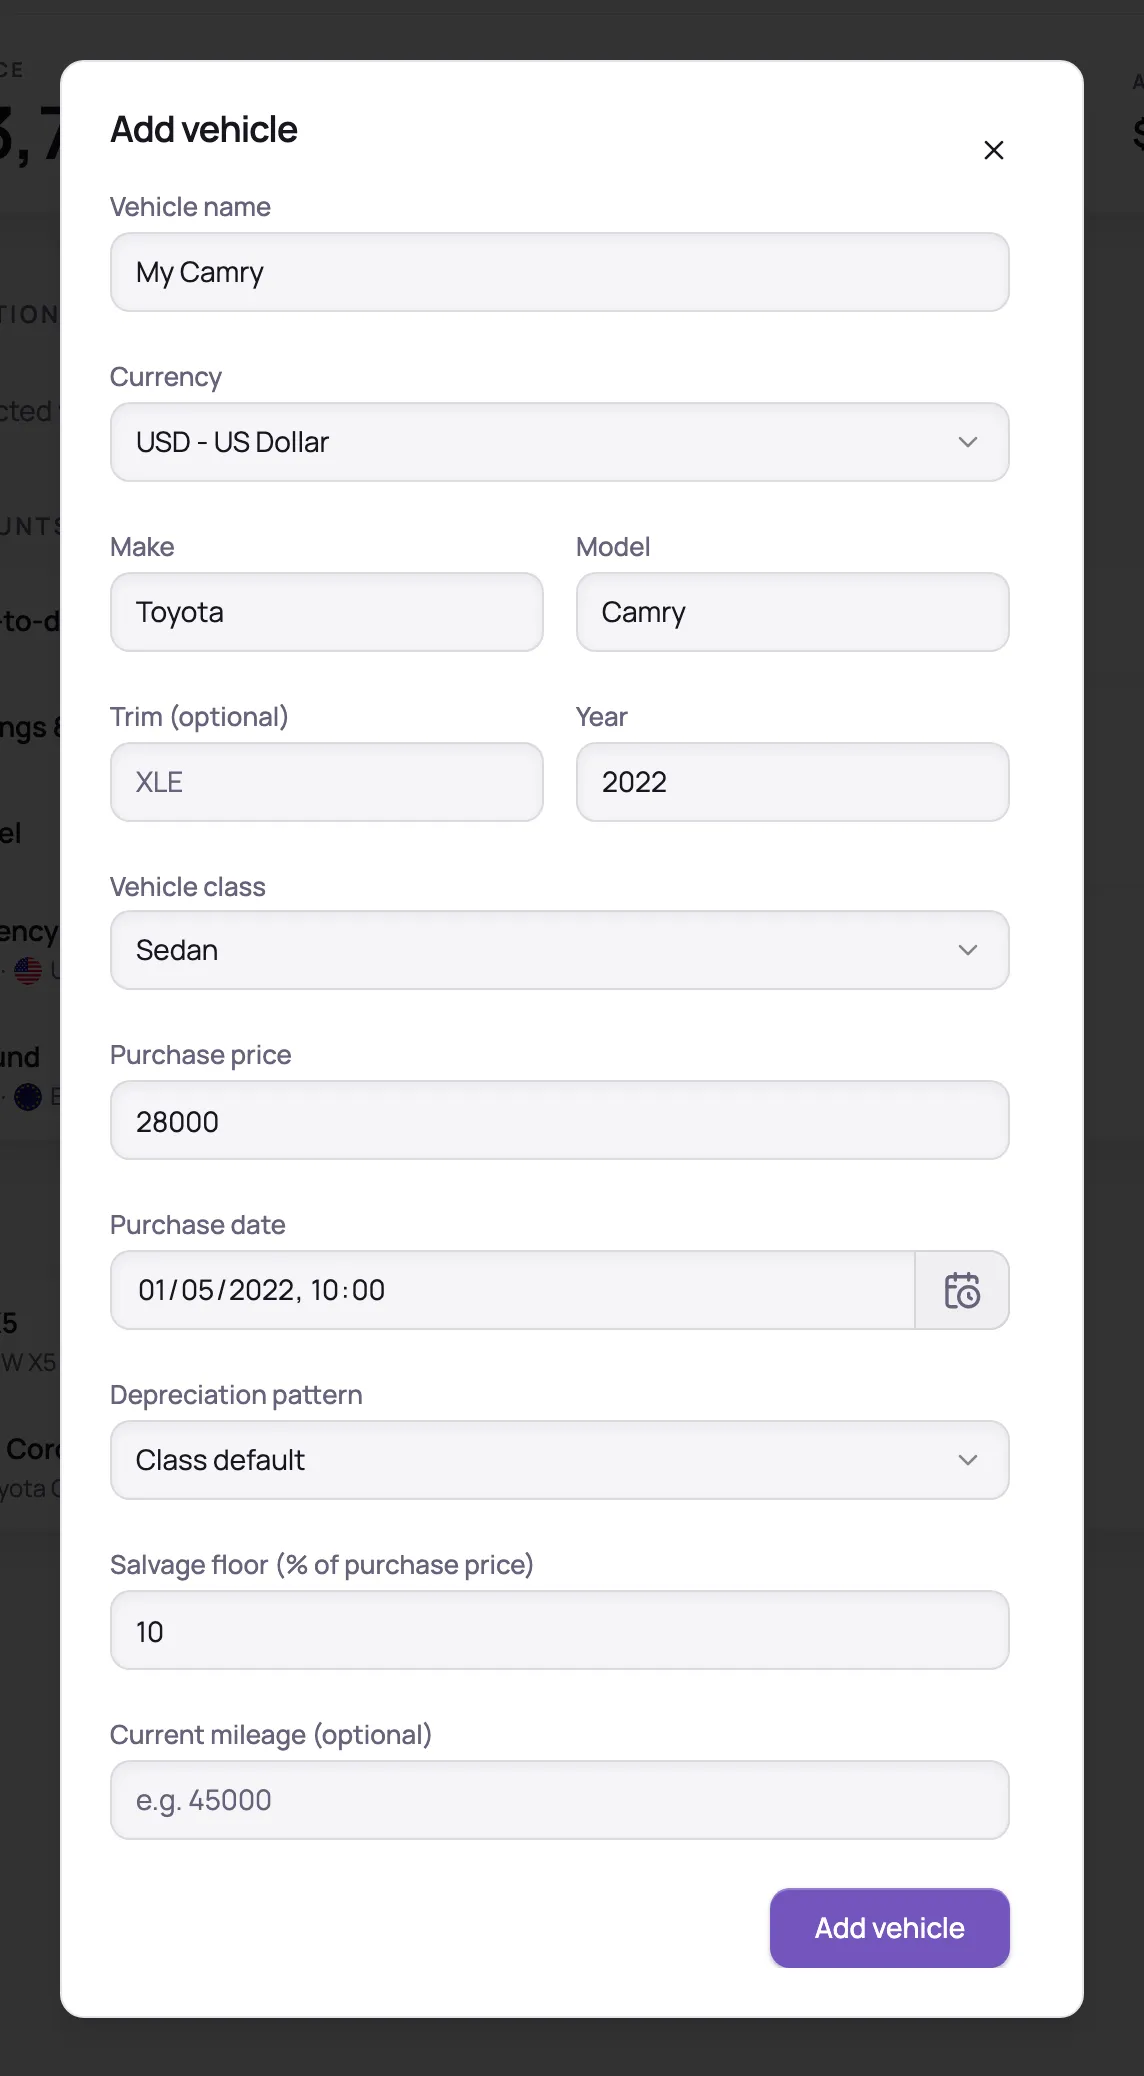 Add vehicle
Vehicle name
My Camry
Currency
USD - US Dollar
Make
Model
Toyota
Camry
Trim (optional)
Year
XLE
2022
Vehicle class
Sedan
Purchase price
28000
Purchase date
01/05/2022, 10:00
Depreciation pattern
Class default
Salvage floor (% of purchase price)
10
Current mileage (optional)
e.g. 45000
Add vehicle